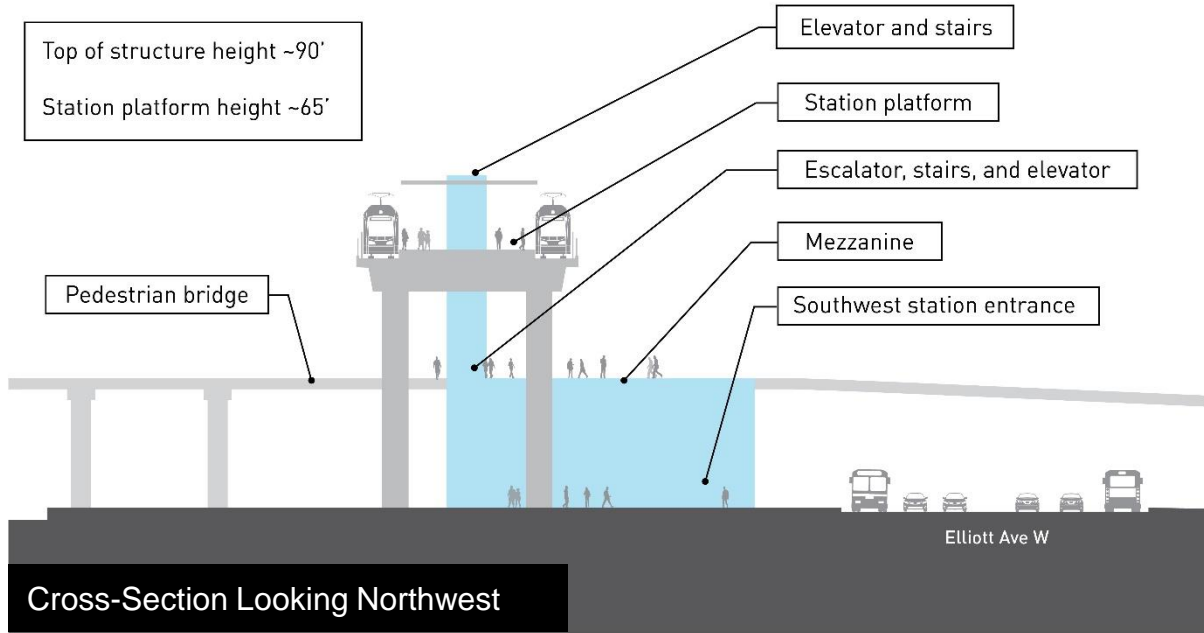 Top of structure height ~90'
Station platform height ~65'
Elevator and stairs
Station platform
Escalator, stairs, and elevator
Mezzanine
Pedestrian bridge
Southwest station entrance
Elliott Ave W
Cross-Section Looking Northwest